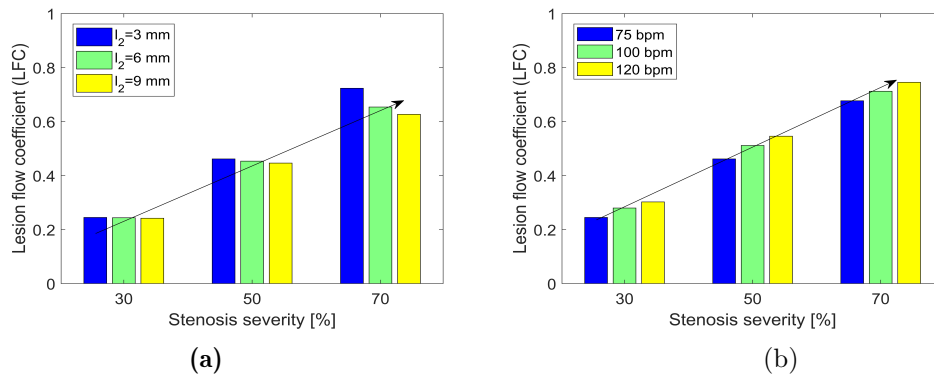 1
0.8
0.6
0.4
0.2
0
Lesion flow coefficient (LFC)
l2=3 mm
l2=6 mm
l2=9 mm
30 50 70
Stenosis severity [%]
(a)
1
0.8
0.6
0.4
0.2
0
Lesion flow coefficient (LFC)
75 bpm
100 bpm
120 bpm
30 50 70
Stenosis severity [%]
(b)